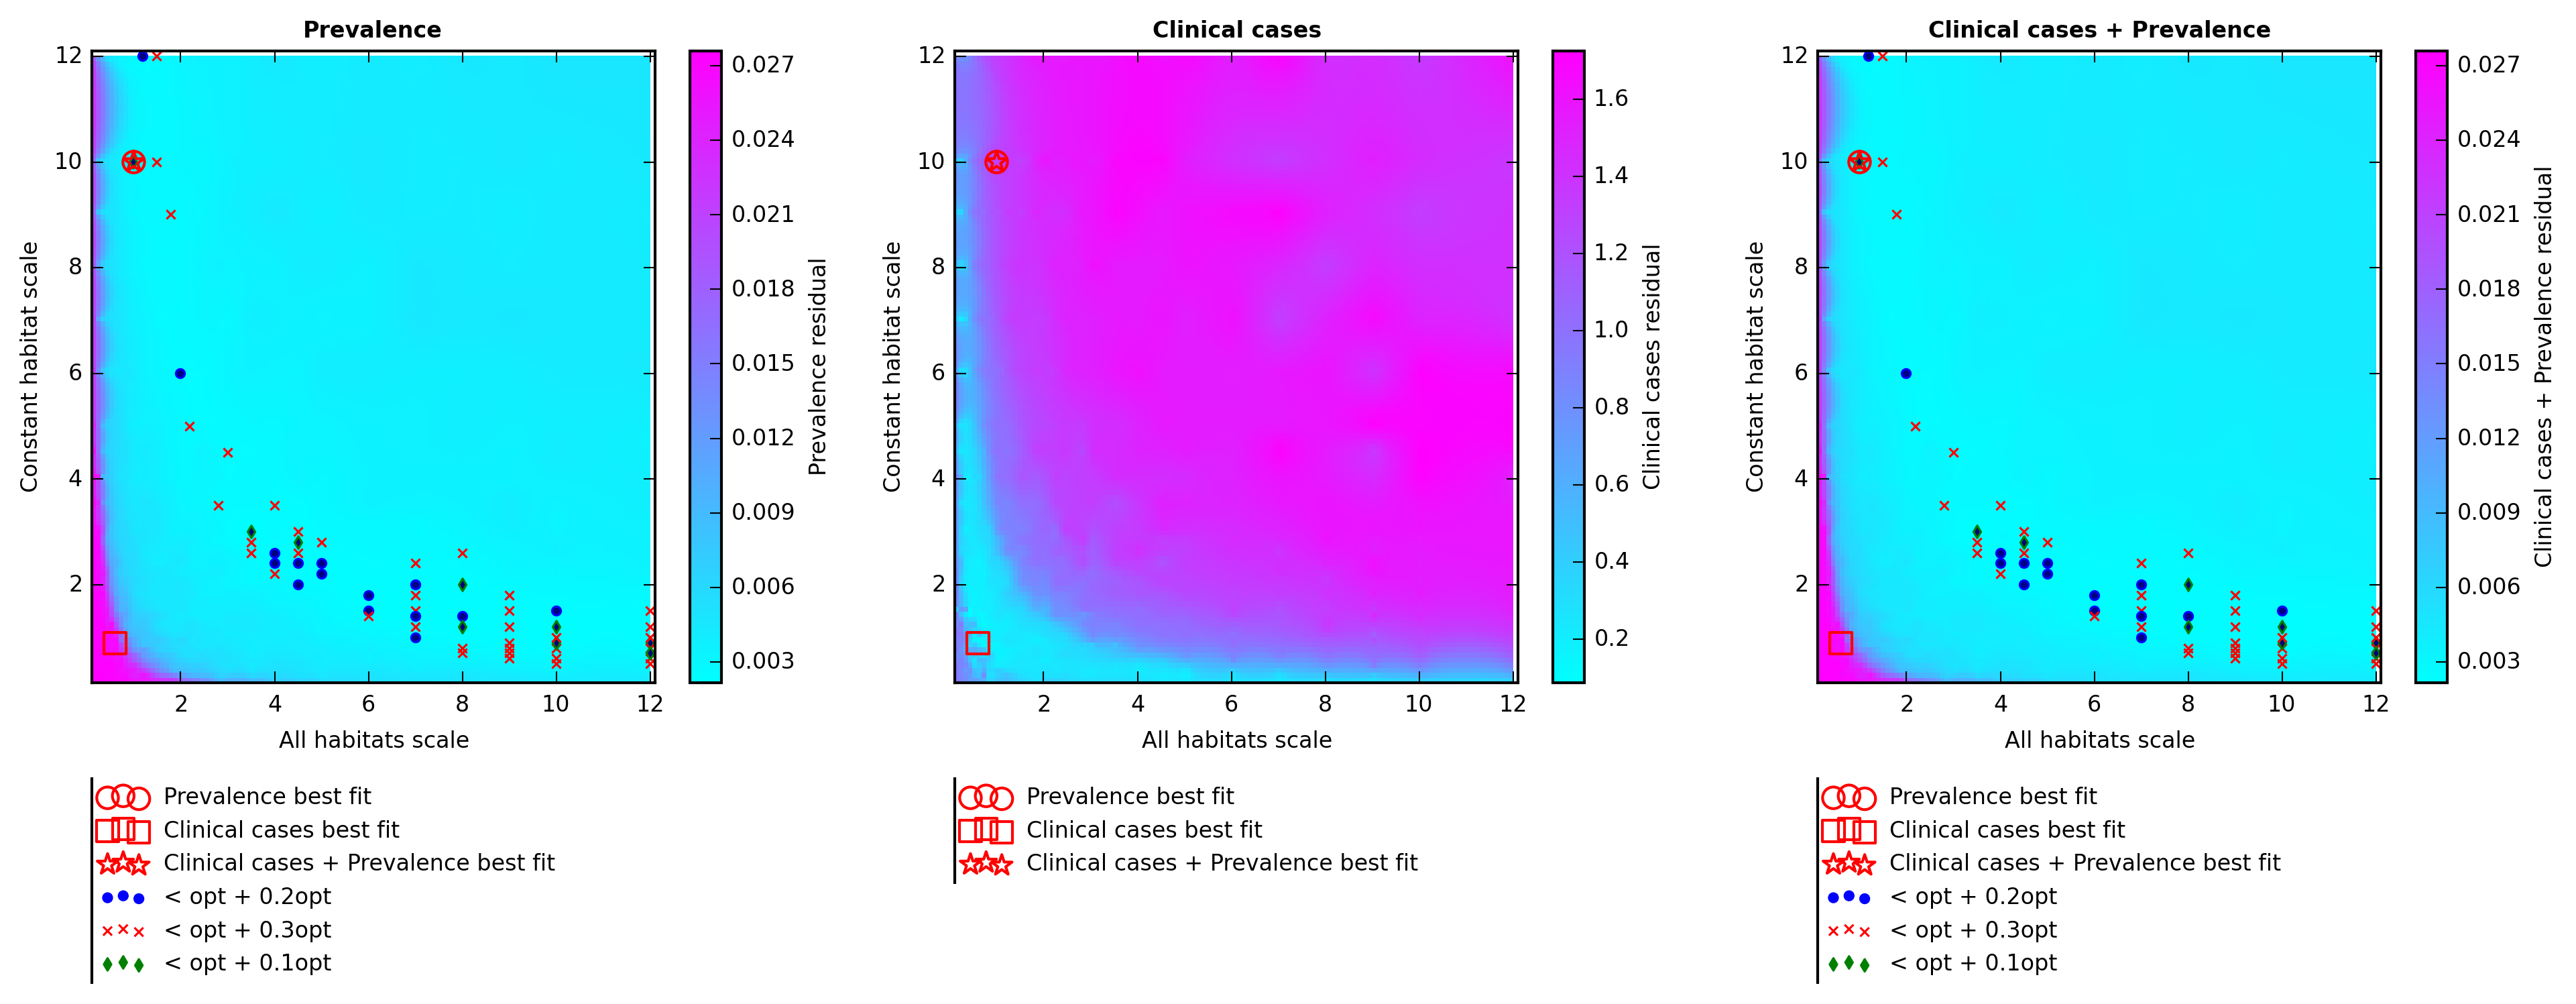 Prevalence
12
10
8
6
4
2
Constant habitat scale
2 4 6 8 10 12
All habitats scale
0.027
0.024
0.021
0.018
0.015
0.012
0.009
0.006
0.003
Prevalence residual
Prevalence best fit
Clinical cases best fit
Clinical cases + Prevalence best fit
< opt + 0.2opt
< opt + 0.3opt
< opt + 0.1opt
Clinical cases
12
10
8
6
4
2
Constant habitat scale
2 4 6 8 10 12
All habitats scale
1.6
1.4
1.2
1.0
0.8
0.6
0.4
0.2
Clinical cases residual
Prevalence best fit
Clinical cases best fit
Clinical cases + Prevalence best fit
Clinical cases + Prevalence
12
10
8
6
4
2
Constant habitat scale
2 4 6 8 10 12
All habitats scale
0.027
0.024
0.021
0.018
0.015
0.012
0.009
0.006
0.003
Clinical cases + Prevalence residual
Prevalence best fit
Clinical cases best fit
Clinical cases + Prevalence best fit
< opt + 0.2opt
< opt + 0.3opt
< opt + 0.1opt